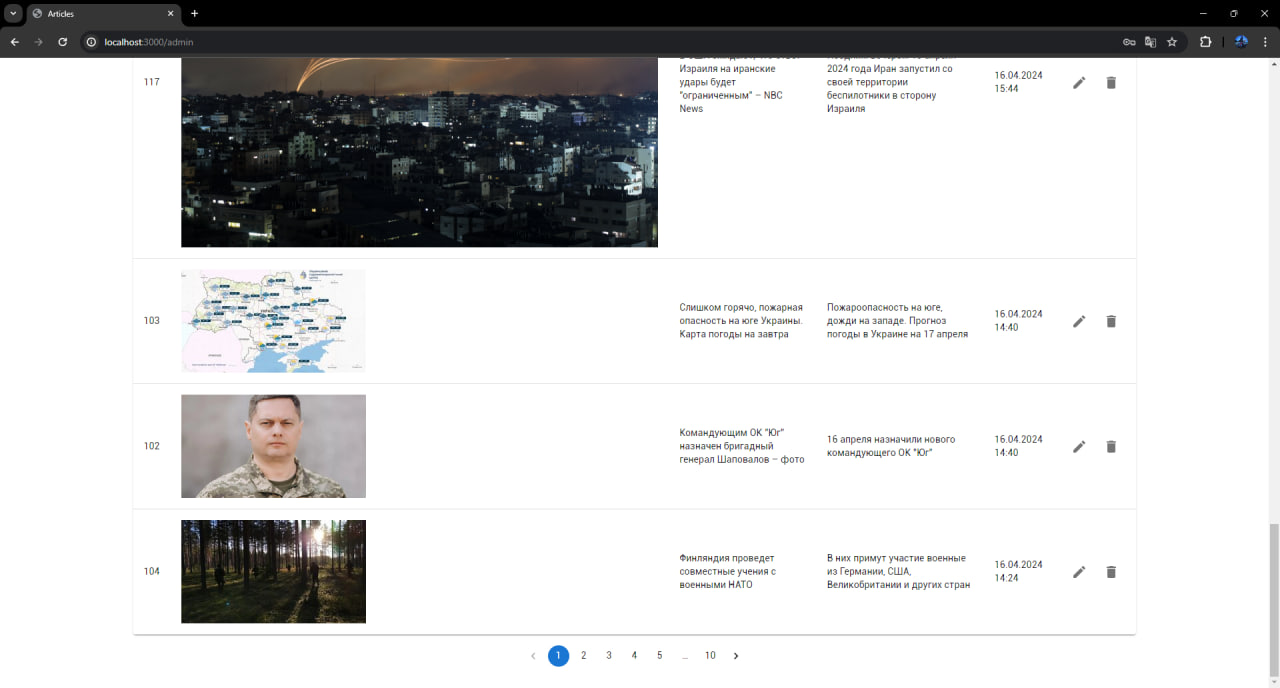 Articles
localhost:3000/admin
117
Израиля на иранские
удары будет
"ограниченным" – NBC
News
2024 года Иран запустил со
своей территории
беспилотники в сторону
Израиля
16.04.2024
15:44
103
Слишком горячо, пожарная
опасность на юге Украины.
Карта погоды на завтра
Пожароопасность на юге,
дожди на западе. Прогноз
погоды в Украине на 17 апреля
16.04.2024
14:40
102
Командующим ОК "Юг"
назначен бригадный
генерал Шаповалов – фото
16 апреля назначили нового
командующего ОК "Юг"
16.04.2024
14:40
104
Финляндия проведет
совместные учения с
военными НАТО
В них примут участие военные
из Германии, США,
Великобритании и других стран
16.04.2024
14:24
1 2 3 4 5 … 10